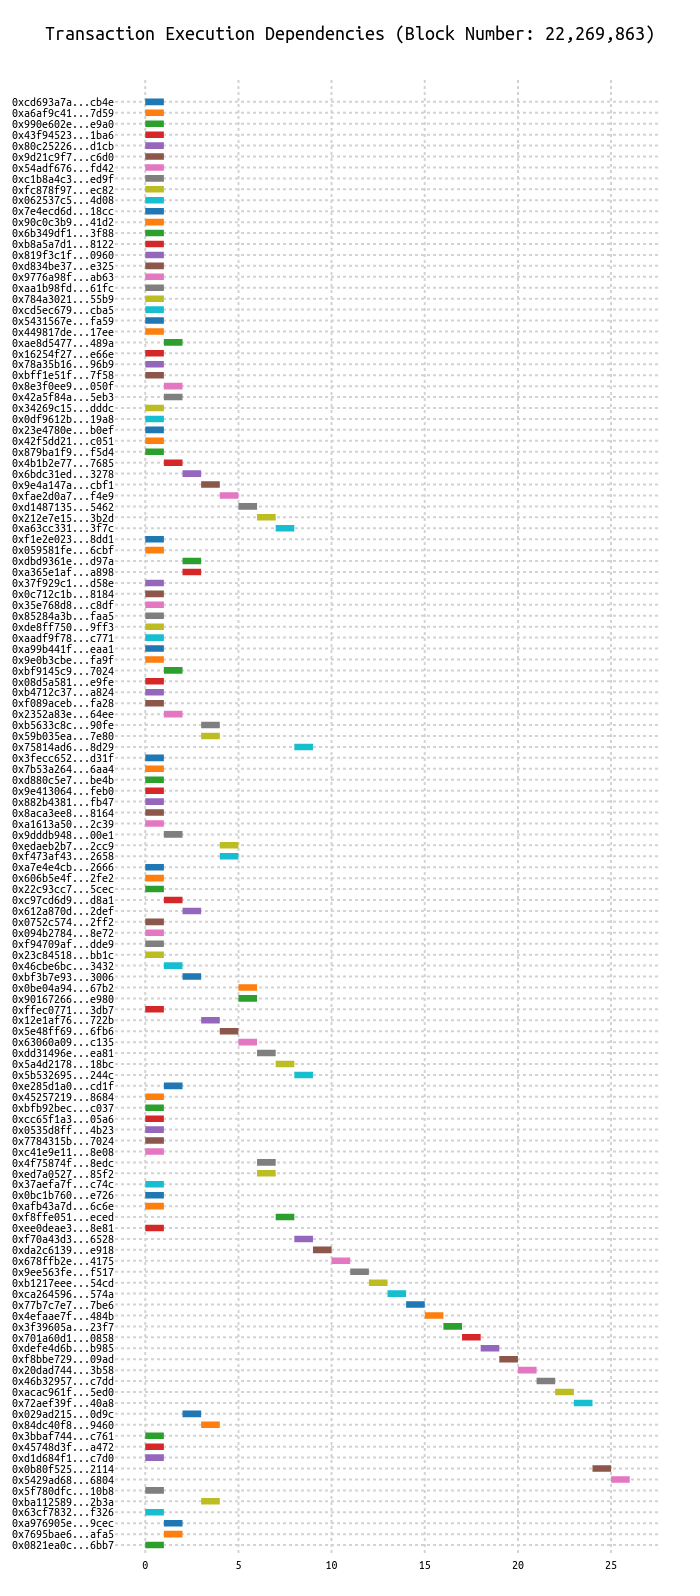 Transaction Execution Dependencies (Block Number: 22,269,863)
0xcd693a7a...cb4e
0xa6af9c41...7d59
0x990e602e...e9a0
0x43f94523...1ba6
0x80c25226...d1cb
0x9d21c9f7...c6d0
0x54adf676...fd42
0xc1b8a4c3...ed9f
0xfc878f97...ec82
0x062537c5...4d08
0x7e4ecd6d...18cc
0x90c0c3b9...41d2
0x6b349df1...3f88
0xb8a5a7d1...8122
0x819f3c1f...0960
0xd834be37...e325
0x9776a98f...ab63
0xaa1b98fd...61fc
0x784a3021...55b9
0xcd5ec679...cba5
0x5431567e...fa59
0x449817de...17ee
0xae8d5477...489a
0x16254f27...e66e
0x78a35b16...96b9
0xbff1e51f...7f58
0x8e3f0ee9...050f
0x42a5f84a...5eb3
0x34269c15...dddc
0x0df9612b...19a8
0x23e4780e...b0ef
0x42f5dd21...c051
0x879ba1f9...f5d4
0x4b1b2e77...7685
0x6bdc31ed...3278
0x9e4a147a...cbf1
0xfae2d0a7...f4e9
0xd1487135...5462
0x212e7e15...3b2d
0xa63cc331...3f7c
0xf1e2e023...8dd1
0x059581fe...6cbf
0xdbd9361e...d97a
0xa365e1af...a898
0x37f929c1...d58e
0x0c712c1b...8184
0x35e768d8...c8df
0x85284a3b...faa5
0xde8ff750...9ff3
0xaadf9f78...c771
0xa99b441f...eaa1
0x9e0b3cbe...fa9f
0xbf9145c9...7024
0x08d5a581...e9fe
0xb4712c37...a824
0xf089aceb...fa28
0x2352a83e...64ee
0xb5633c8c...90fe
0x59b035ea...7e80
0x75814ad6...8d29
0x3fecc652...d31f
0x7b53a264...6aa4
0xd880c5e7...be4b
0x9e413064...feb0
0x882b4381...fb47
0x8aca3ee8...8164
0xa1613a50...2c39
0x9dddb948...00e1
0xedaeb2b7...2cc9
0xf473af43...2658
0xa7e4e4cb...2666
0x606b5e4f...2fe2
0x22c93cc7...5cec
0xc97cd6d9...d8a1
0x612a870d...2def
0x0752c574...2ff2
0x094b2784...8e72
0xf94709af...dde9
0x23c84518...bb1c
0x46cbe6bc...3432
0xbf3b7e93...3006
0x0be04a94...67b2
0x90167266...e980
0xffec0771...3db7
0x12e1af76...722b
0x5e48ff69...6fb6
0x63060a09...c135
0xdd31496e...ea81
0x5a4d2178...18bc
0x5b532695...244c
0xe285d1a0...cd1f
0x45257219...8684
0xbfb92bec...c037
0xcc65f1a3...05a6
0x0535d8ff...4b23
0x7784315b...7024
0xc41e9e11...8e08
0x4f75874f...8edc
0xed7a0527...85f2
0x37aefa7f...c74c
0x0bc1b760...e726
0xafb43a7d...6c6e
0xf8ffe051...eced
0xee0deae3...8e81
0xf70a43d3...6528
0xda2c6139...e918
0x678ffb2e...4175
0x9ee563fe...f517
0xb1217eee...54cd
0xca264596...574a
0x77b7c7e7...7be6
0x4efaae7f...484b
0x3f39605a...23f7
0x701a60d1...0858
0xdefe4d6b...b985
0xf8bbe729...09ad
0x20dad744...3b58
0x46b32957...c7dd
0xacac961f...5ed0
0x72aef39f...40a8
0x029ad215...0d9c
0x84dc40f8...9460
0x3bbaf744...c761
0x45748d3f...a472
0xd1d684f1...c7d0
0x0b80f525...2114
0x5429ad68...6804
0x5f780dfc...10b8
0xba112589...2b3a
0x63cf7832...f326
0xa976905e...9cec
0x7695bae6...afa5
0x0821ea0c...6bb7
0 5 10 15 20 25